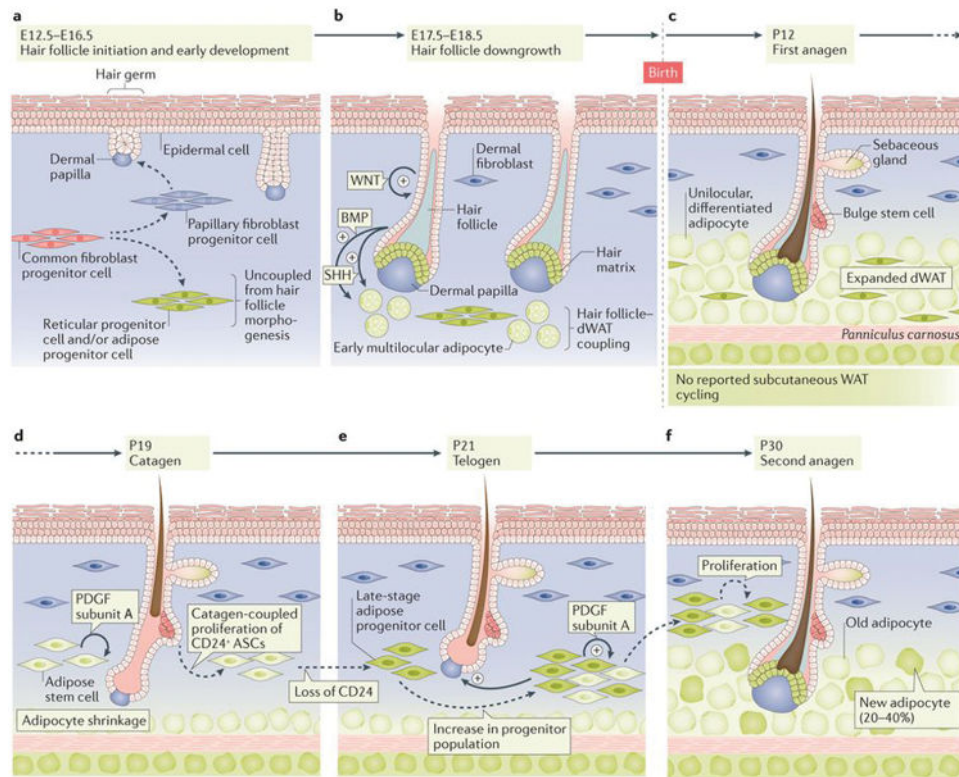 a
E12.5–E16.5
Hair follicle initiation and early development
Hair germ
Dermal
papilla
Epidermal cell
Papillary fibroblast
progenitor cell
Common fibroblast
progenitor cell
Reticular progenitor
cell and/or adipose
progenitor cell
Uncoupled
from hair
follicle
morpho-
genesis
b
E17.5–E18.5
Hair follicle downgrowth
Birth
WNT
+
Dermal
fibroblast
BMP
+
+
SHH
Hair
follicle
Hair
matrix
Dermal papilla
Early multilocular adipocyte
Hair follicle–
dWAT
coupling
c
P12
First anagen
Sebaceous
gland
Unilocular,
differentiated
adipocyte
Bulge stem cell
Expanded dWAT
Panniculus carnosus
No reported subcutaneous WAT
cycling
d
P19
Catagen
PDGF
subunit A
Catagen-coupled
proliferation of
CD24⁺ ASCs
Adipose
stem cell
Adipocyte shrinkage
Loss of CD24
e
P21
Telogen
Late-stage
adipose
progenitor cell
PDGF
subunit A
+
+
Increase in progenitor
population
f
P30
Second anagen
Proliferation
Old adipocyte
New adipocyte
(20–40%)